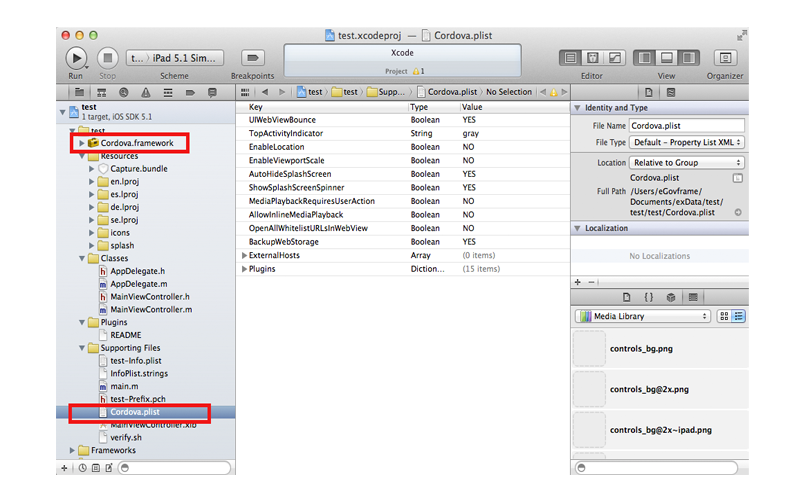 test.xcodeproj — Cordova.plist
Run
Stop
t...〉iPad 5.1 Sim...
Scheme
Breakpoints
Xcode
Project 1
Editor
View
Organizer
test 〉 test 〉 Supp... 〉 Cordova.plist 〉 No Selection
test
1 target, iOS SDK 5.1
test
Cordova.framework
Resources
Capture.bundle
en.lproj
es.lproj
de.lproj
se.lproj
icons
splash
Classes
AppDelegate.h
AppDelegate.m
MainViewController.h
MainViewController.m
Plugins
README
Supporting Files
test-Info.plist
InfoPlist.strings
main.m
test-Prefix.pch
Cordova.plist
MainViewController.xib
verify.sh
Frameworks
Key Type Value
UIWebViewBounce Boolean YES
TopActivityIndicator String gray
EnableLocation Boolean NO
EnableViewportScale Boolean NO
AutoHideSplashScreen Boolean YES
ShowSplashScreenSpinner Boolean YES
MediaPlaybackRequiresUserAction Boolean NO
AllowInlineMediaPlayback Boolean NO
OpenAllWhitelistURLsInWebView Boolean NO
BackupWebStorage Boolean YES
ExternalHosts Array (0 items)
Plugins Diction... (15 items)
Identity and Type
File Name Cordova.plist
File Type Default - Property List XML
Location Relative to Group
Cordova.plist
Full Path /Users/eGovframe/
Documents/exData/test/
test/test/Cordova.plist
Localization
No Localizations
Media Library
controls_bg.png
controls_bg@2x.png
controls_bg@2x~ipad.png